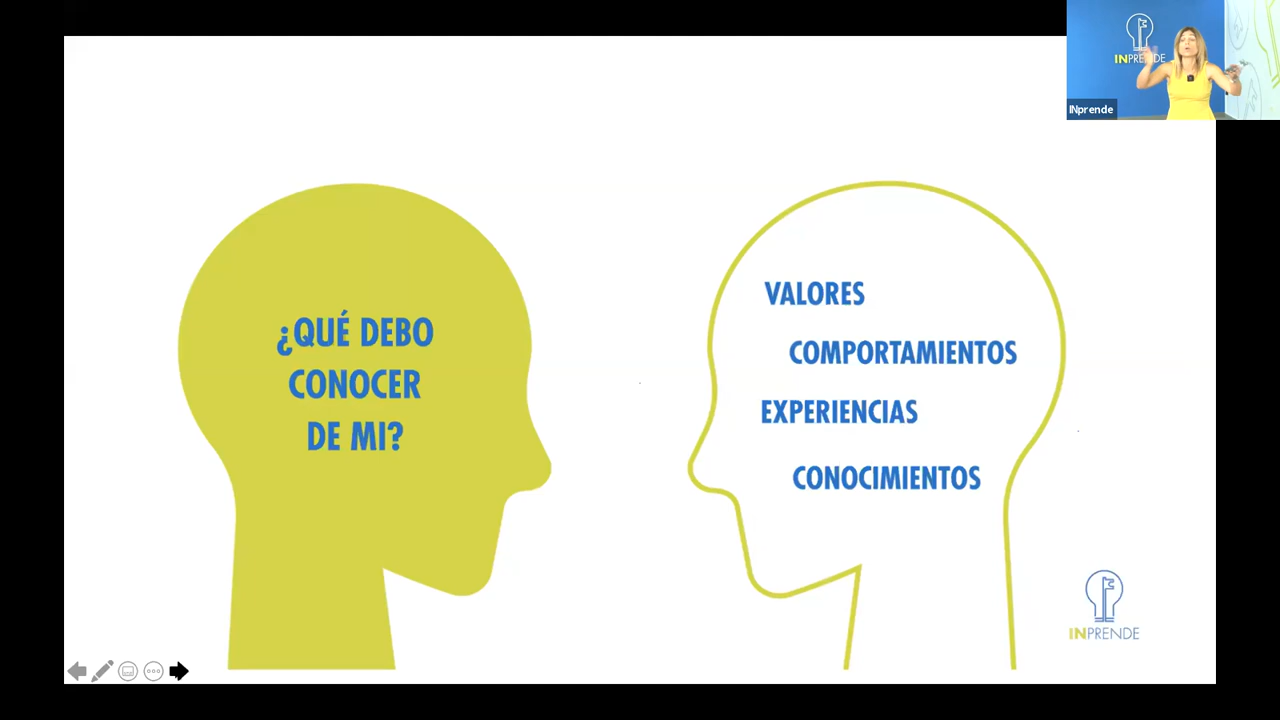 INPRENDE
INprende
¿QUÉ DEBO
CONOCER
DE MI?
VALORES
COMPORTAMIENTOS
EXPERIENCIAS
CONOCIMIENTOS
INPRENDE